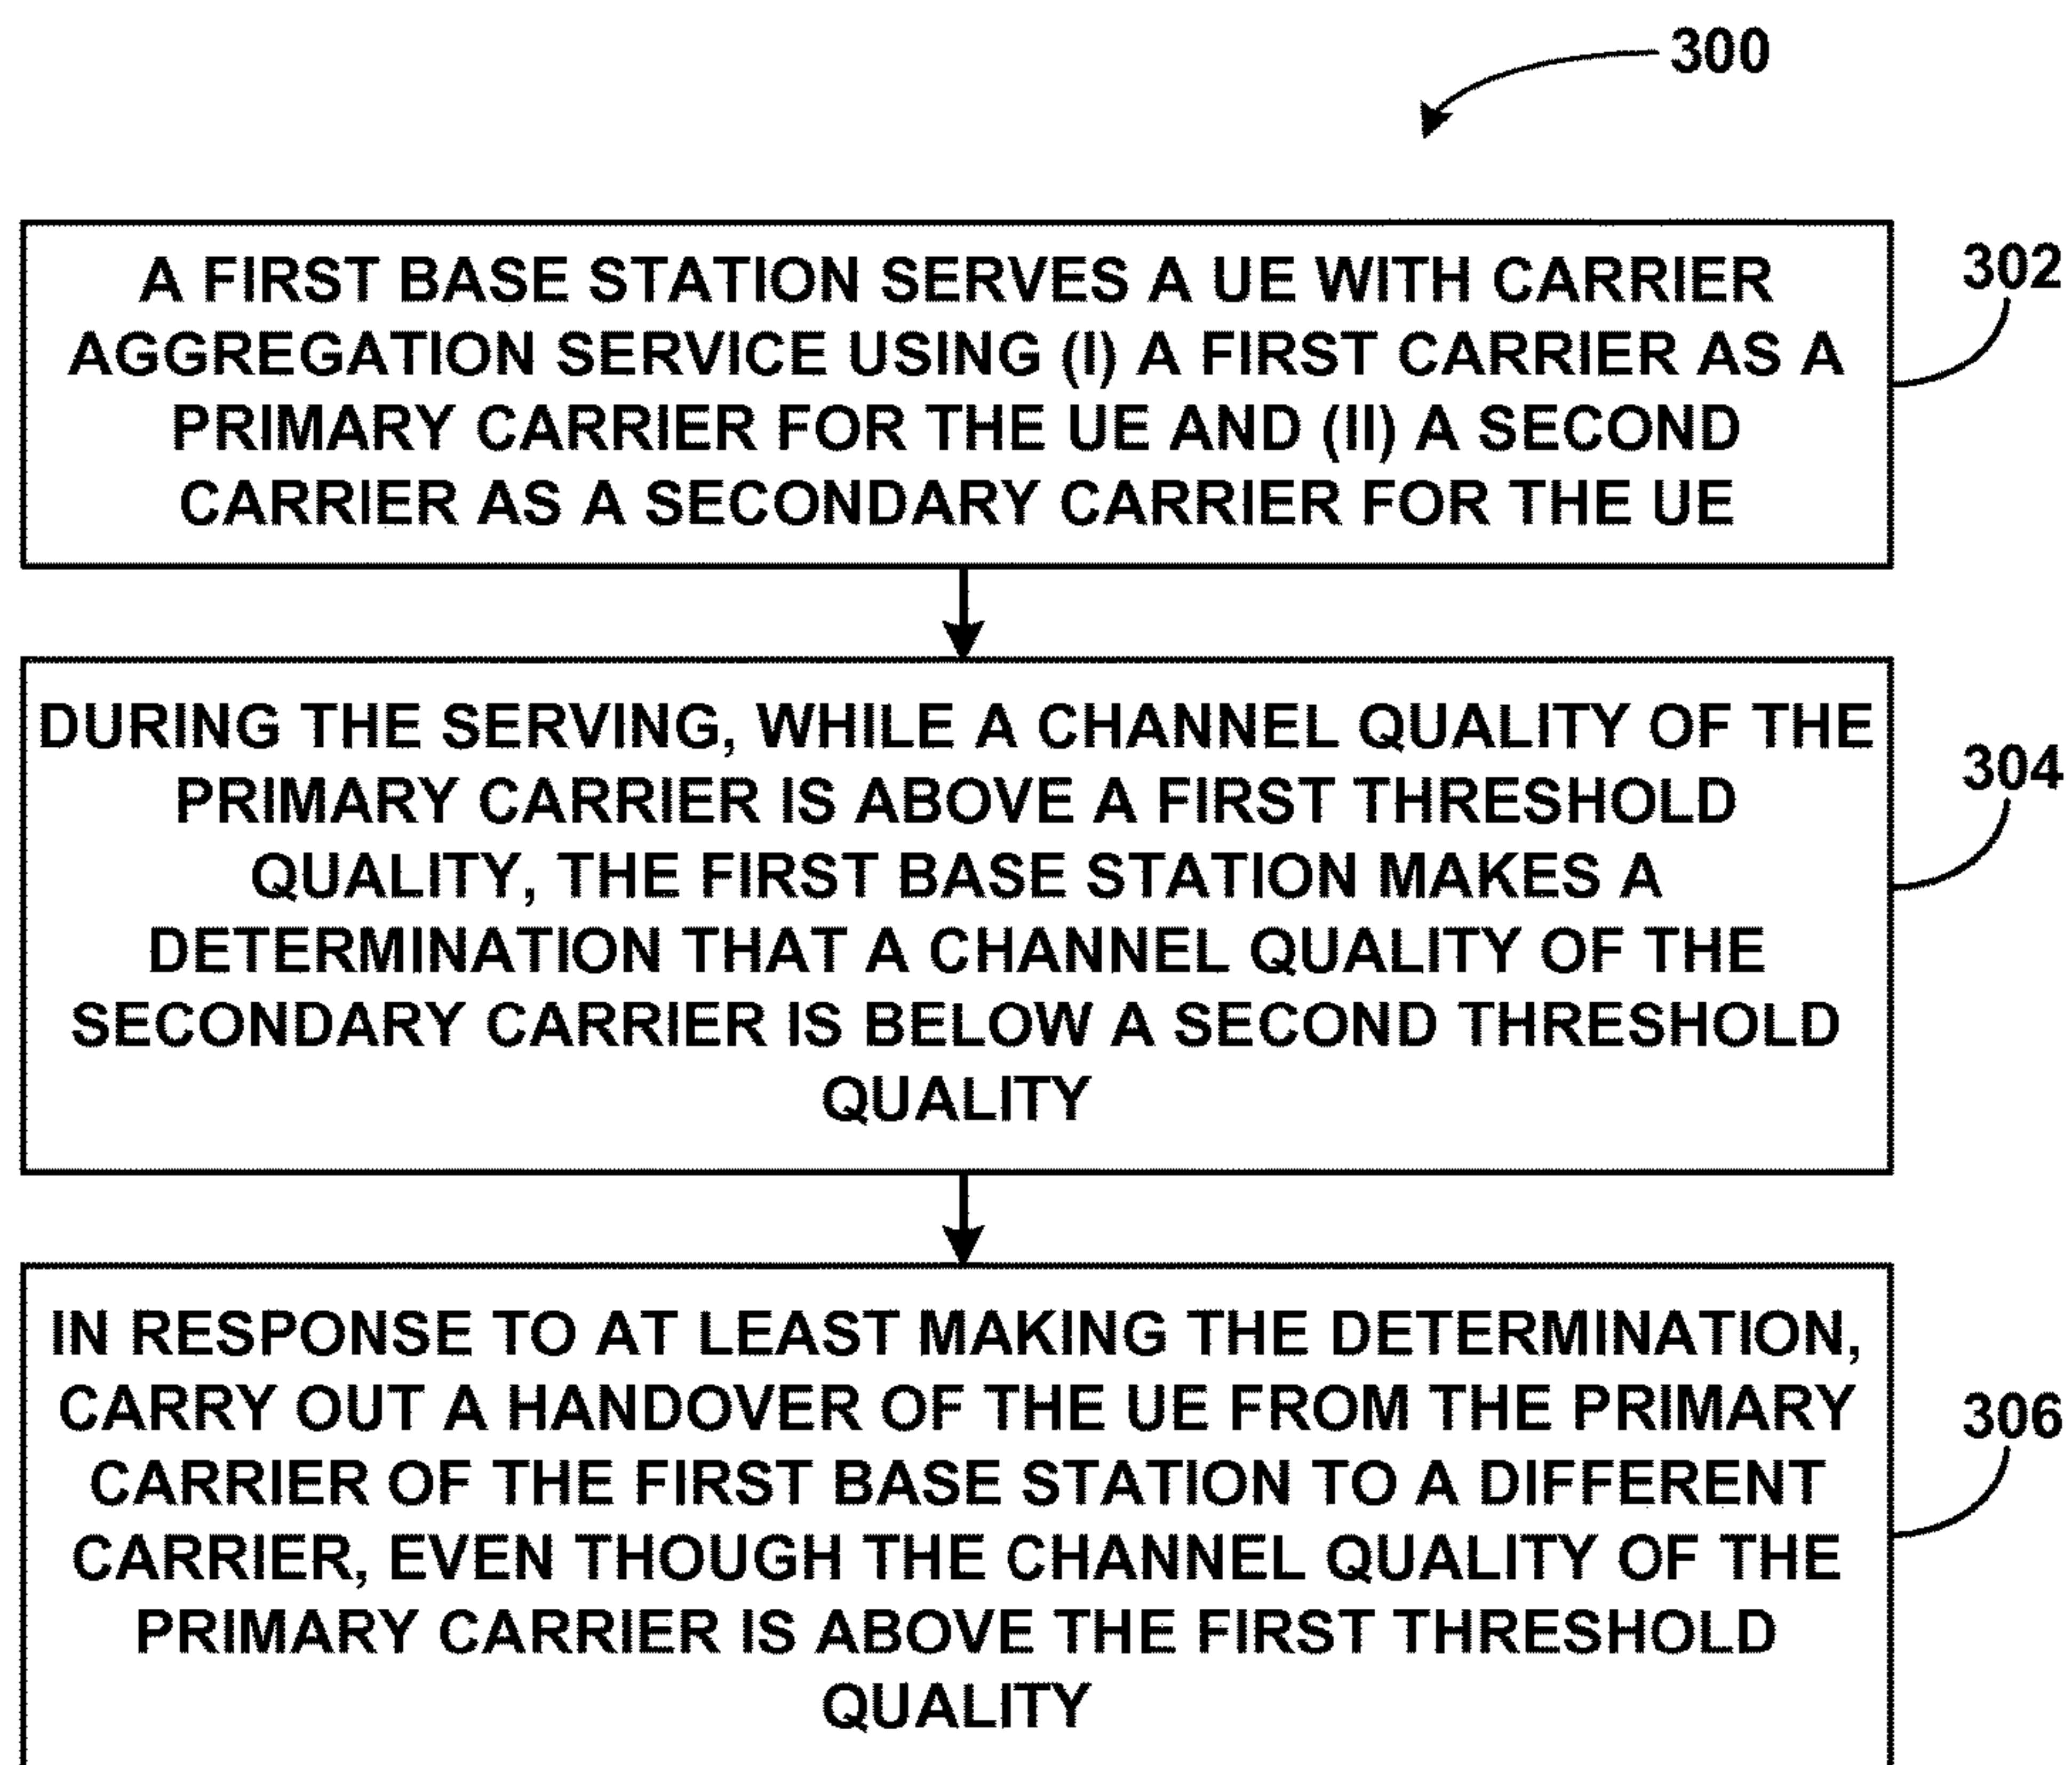 300
A FIRST BASE STATION SERVES A UE WITH CARRIER
AGGREGATION SERVICE USING (I) A FIRST CARRIER AS A
PRIMARY CARRIER FOR THE UE AND (II) A SECOND
CARRIER AS A SECONDARY CARRIER FOR THE UE
302
DURING THE SERVING, WHILE A CHANNEL QUALITY OF THE
PRIMARY CARRIER IS ABOVE A FIRST THRESHOLD
QUALITY, THE FIRST BASE STATION MAKES A
DETERMINATION THAT A CHANNEL QUALITY OF THE
SECONDARY CARRIER IS BELOW A SECOND THRESHOLD
QUALITY
304
IN RESPONSE TO AT LEAST MAKING THE DETERMINATION,
CARRY OUT A HANDOVER OF THE UE FROM THE PRIMARY
CARRIER OF THE FIRST BASE STATION TO A DIFFERENT
CARRIER, EVEN THOUGH THE CHANNEL QUALITY OF THE
PRIMARY CARRIER IS ABOVE THE FIRST THRESHOLD
QUALITY
306